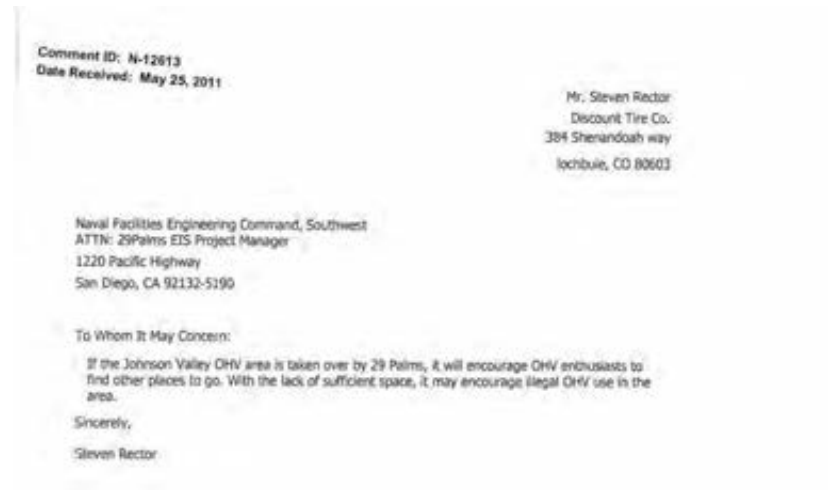 Comment ID: N-12613
Date Received: May 25, 2011
Mr. Steven Rector
Discount Tire Co.
384 Shenandoah way
lochbuie, CO 80603
Naval Facilities Engineering Command, Southwest
ATTN: 29Palms EIS Project Manager
1220 Pacific Highway
San Diego, CA 92132-5190
To Whom It May Concern:
If the Johnson Valley OHV area is taken over by 29 Palms, it will encourage OHV enthusiasts to
find other places to go. With the lack of sufficient space, it may encourage illegal OHV use in the
area.
Sincerely,
Steven Rector